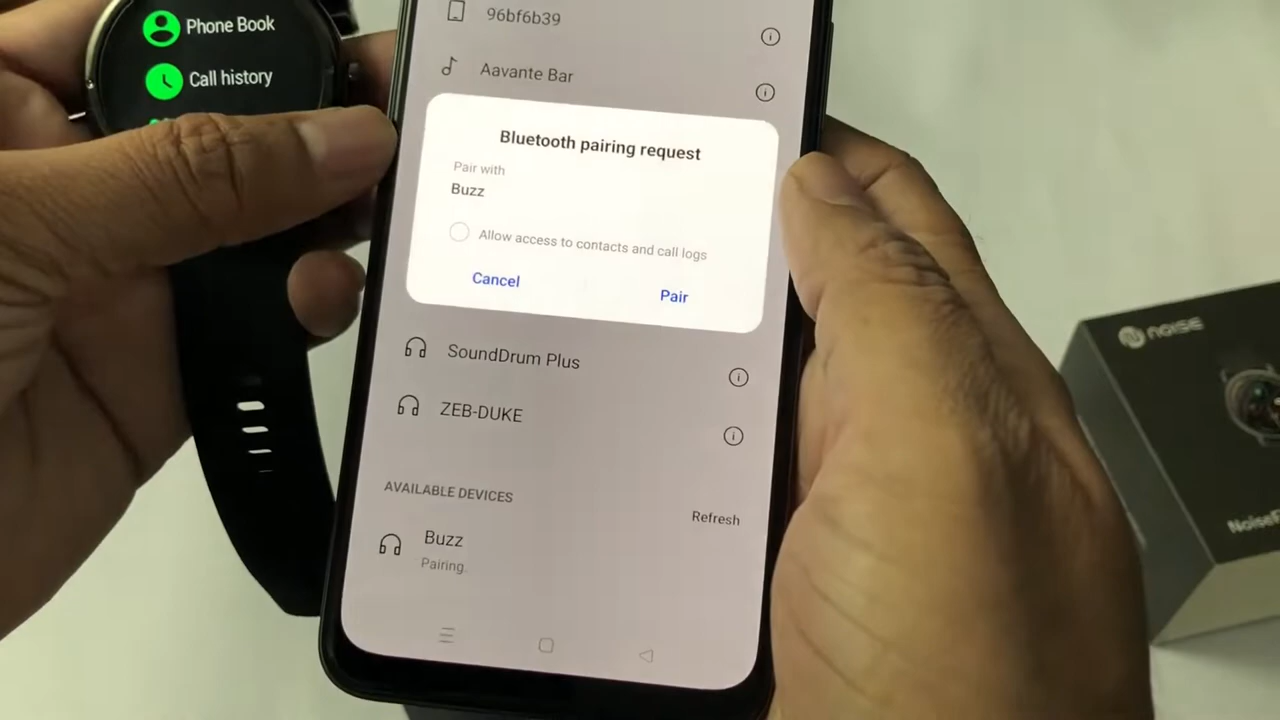 Phone Book
Call history
96bf6b39
Aavante Bar
Bluetooth pairing request
Pair with
Buzz
Allow access to contacts and call logs
Cancel
Pair
SoundDrum Plus
ZEB-DUKE
AVAILABLE DEVICES
Refresh
Buzz
Pairing
NOISE